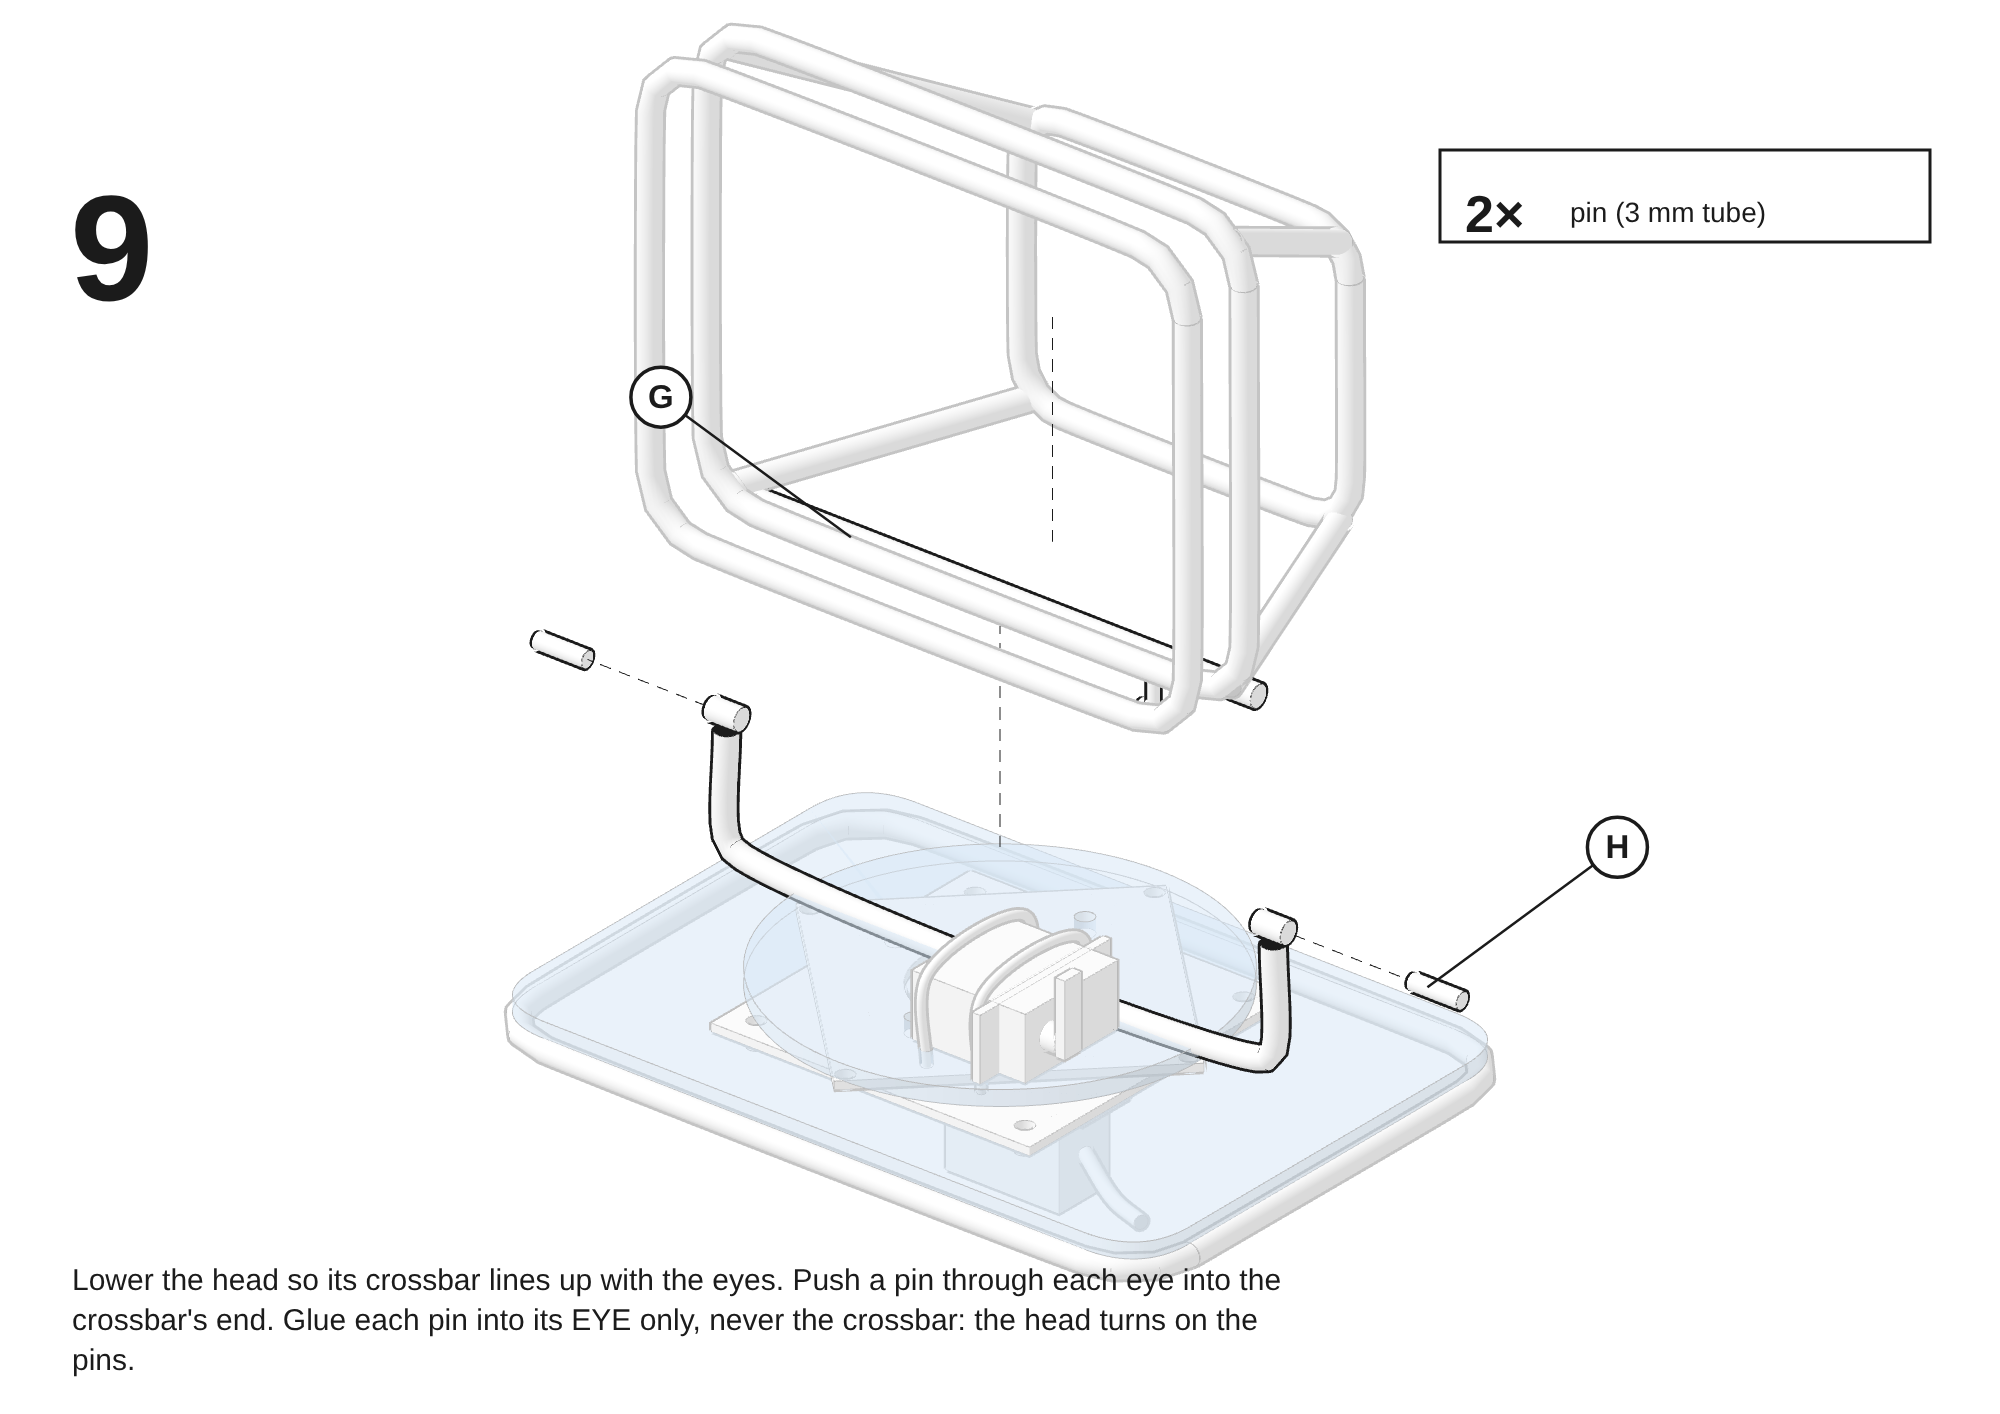 9
2× pin (3 mm tube)
G
H
Lower the head so its crossbar lines up with the eyes. Push a pin through each eye into the
crossbar's end. Glue each pin into its EYE only, never the crossbar: the head turns on the
pins.